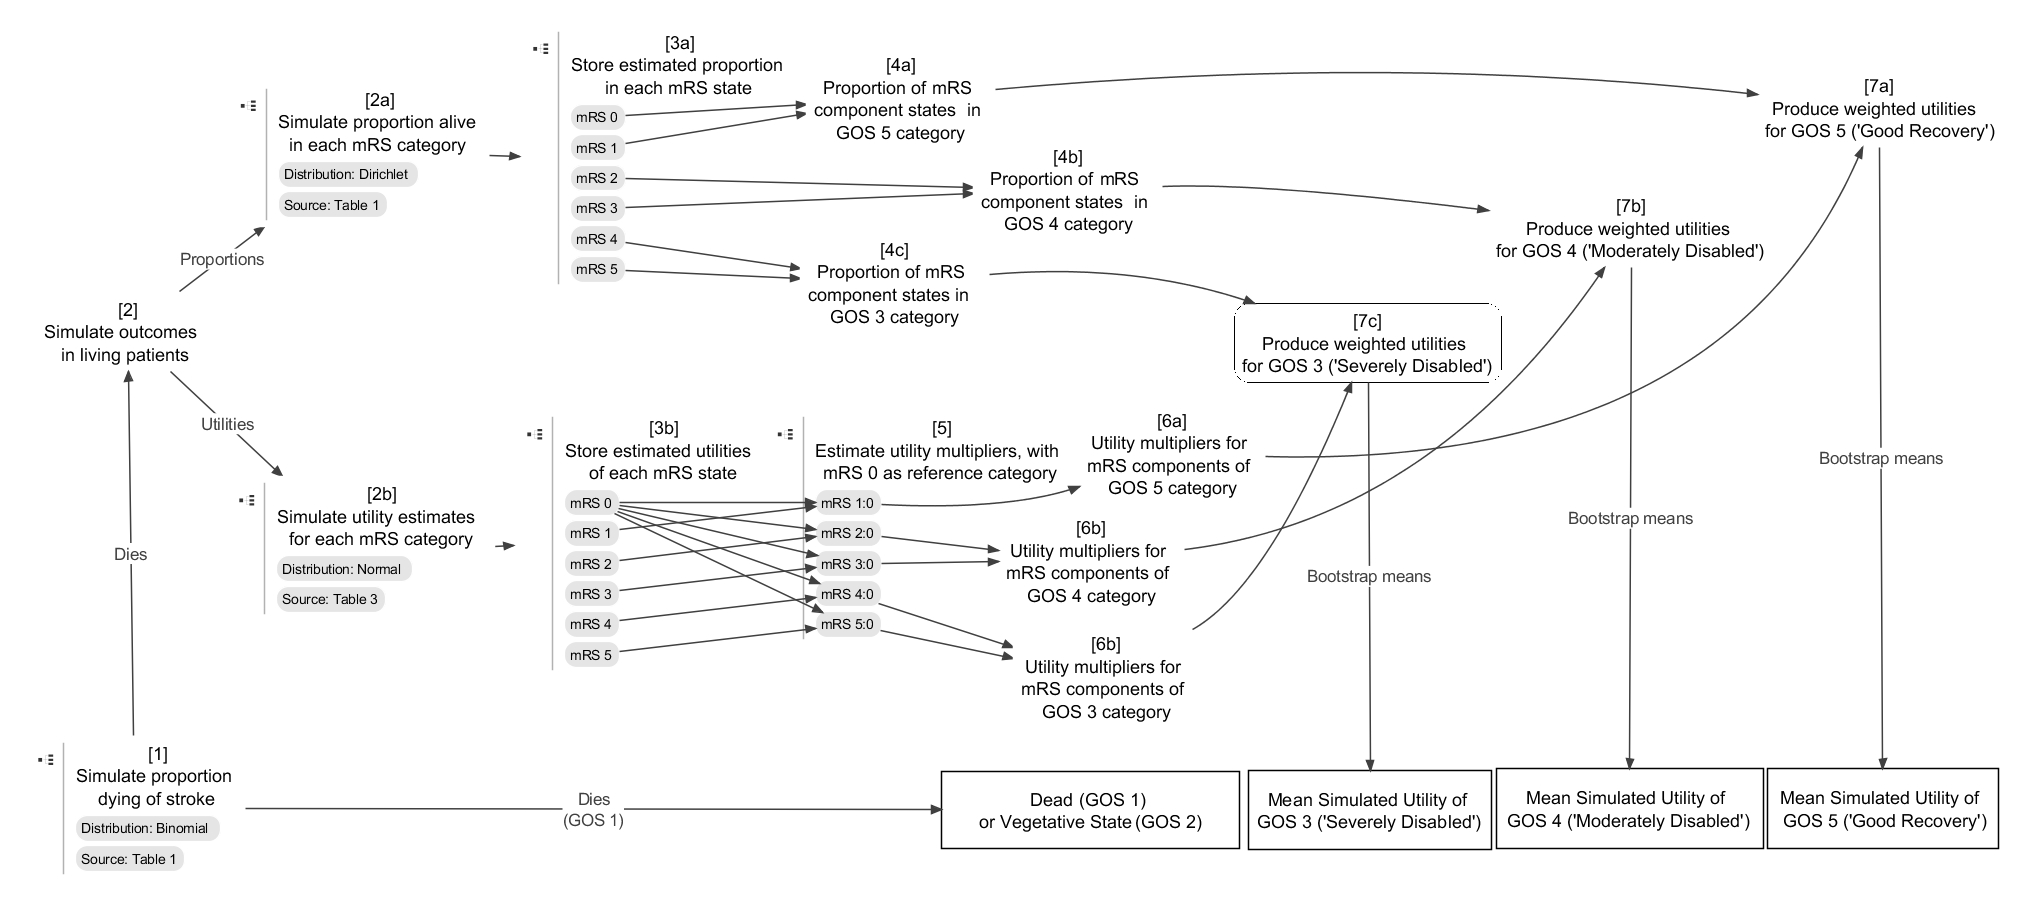 [3a]
Store estimated proportion
in each mRS state
mRS 0
mRS 1
mRS 2
mRS 3
mRS 4
mRS 5
[4a]
Proportion of mRS
component states in
GOS 5 category
[4b]
Proportion of mRS
component states in
GOS 4 category
[4c]
Proportion of mRS
component states in
GOS 3 category
[7a]
Produce weighted utilities
for GOS 5 ('Good Recovery')
[7b]
Produce weighted utilities
for GOS 4 ('Moderately Disabled')
[7c]
Produce weighted utilities
for GOS 3 ('Severely Disabled')
[2a]
Simulate proportion alive
in each mRS category
Distribution: Dirichlet
Source: Table 1
Proportions
[2]
Simulate outcomes
in living patients
Utilities
[2b]
Simulate utility estimates
for each mRS category
Distribution: Normal
Source: Table 3
[3b]
Store estimated utilities
of each mRS state
mRS 0
mRS 1
mRS 2
mRS 3
mRS 4
mRS 5
[5]
Estimate utility multipliers, with
mRS 0 as reference category
mRS 1:0
mRS 2:0
mRS 3:0
mRS 4:0
mRS 5:0
[6a]
Utility multipliers for
mRS components of
GOS 5 category
[6b]
Utility multipliers for
mRS components of
GOS 4 category
[6b]
Utility multipliers for
mRS components of
GOS 3 category
Bootstrap means
Bootstrap means
Bootstrap means
Dies
[1]
Simulate proportion
dying of stroke
Distribution: Binomial
Source: Table 1
Dies
(GOS 1)
Dead (GOS 1)
or Vegetative State (GOS 2)
Mean Simulated Utility of
GOS 3 ('Severely Disabled')
Mean Simulated Utility of
GOS 4 ('Moderately Disabled')
Mean Simulated Utility of
GOS 5 ('Good Recovery')